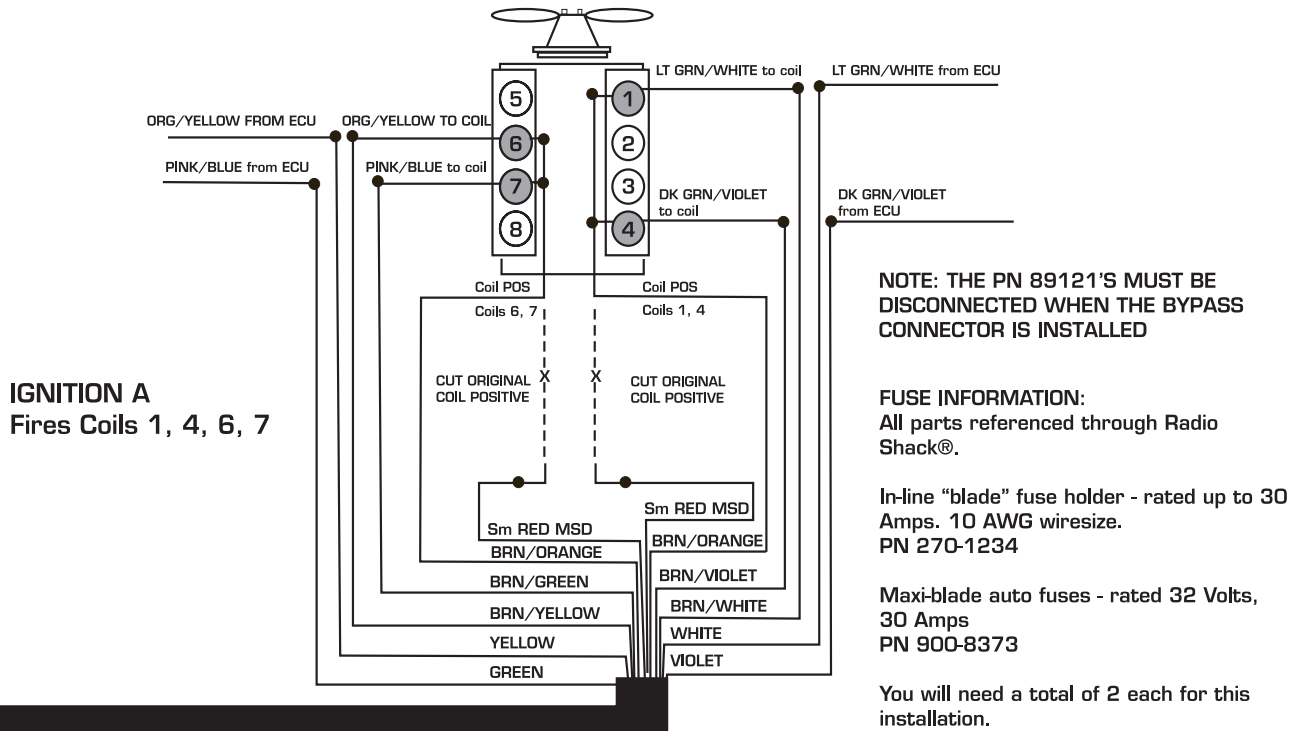 LT GRN/WHITE to coil
LT GRN/WHITE from ECU
5
1
ORG/YELLOW FROM ECU
ORG/YELLOW TO COIL
6
2
PINK/BLUE from ECU
PINK/BLUE to coil
7
3
DK GRN/VIOLET
to coil
DK GRN/VIOLET
from ECU
8
4
Coil POS
Coils 6, 7
Coil POS
Coils 1, 4
NOTE: THE PN 89121'S MUST BE
DISCONNECTED WHEN THE BYPASS
CONNECTOR IS INSTALLED
IGNITION A
Fires Coils 1, 4, 6, 7
CUT ORIGINAL
COIL POSITIVE
X
X
CUT ORIGINAL
COIL POSITIVE
FUSE INFORMATION:
All parts referenced through Radio
Shack®.
In-line “blade” fuse holder - rated up to 30
Amps. 10 AWG wiresize.
PN 270-1234
Maxi-blade auto fuses - rated 32 Volts,
30 Amps
PN 900-8373
You will need a total of 2 each for this
installation.
Sm RED MSD
BRN/ORANGE
BRN/GREEN
BRN/YELLOW
YELLOW
GREEN
Sm RED MSD
BRN/ORANGE
BRN/VIOLET
BRN/WHITE
WHITE
VIOLET